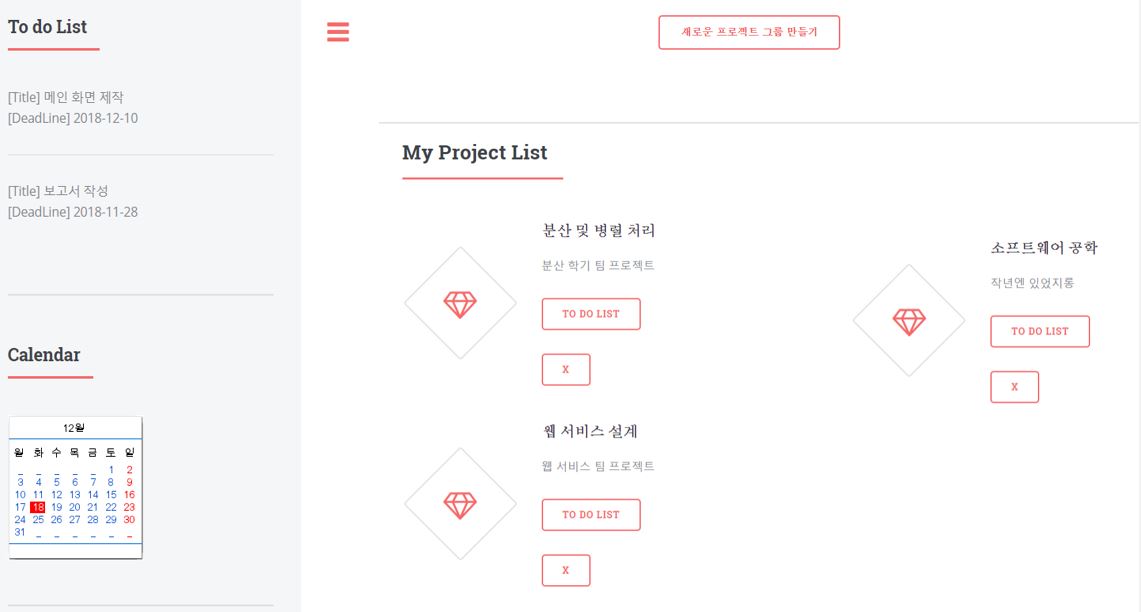 To do List
[Title] 메인 화면 제작
[DeadLine] 2018-12-10
[Title] 보고서 작성
[DeadLine] 2018-11-28
Calendar
12월
월 화 수 목 금 토 일
_ _ _ _ _ 1 2
3 4 5 6 7 8 9
10 11 12 13 14 15 16
17 18 19 20 21 22 23
24 25 26 27 28 29 30
31 _ _ _ _ _ _
새로운 프로젝트 그룹 만들기
My Project List
분산 및 병렬 처리
분산 학기 팀 프로젝트
TO DO LIST
X
소프트웨어 공학
작년엔 있었지롱
TO DO LIST
X
웹 서비스 설계
웹 서비스 팀 프로젝트
TO DO LIST
X